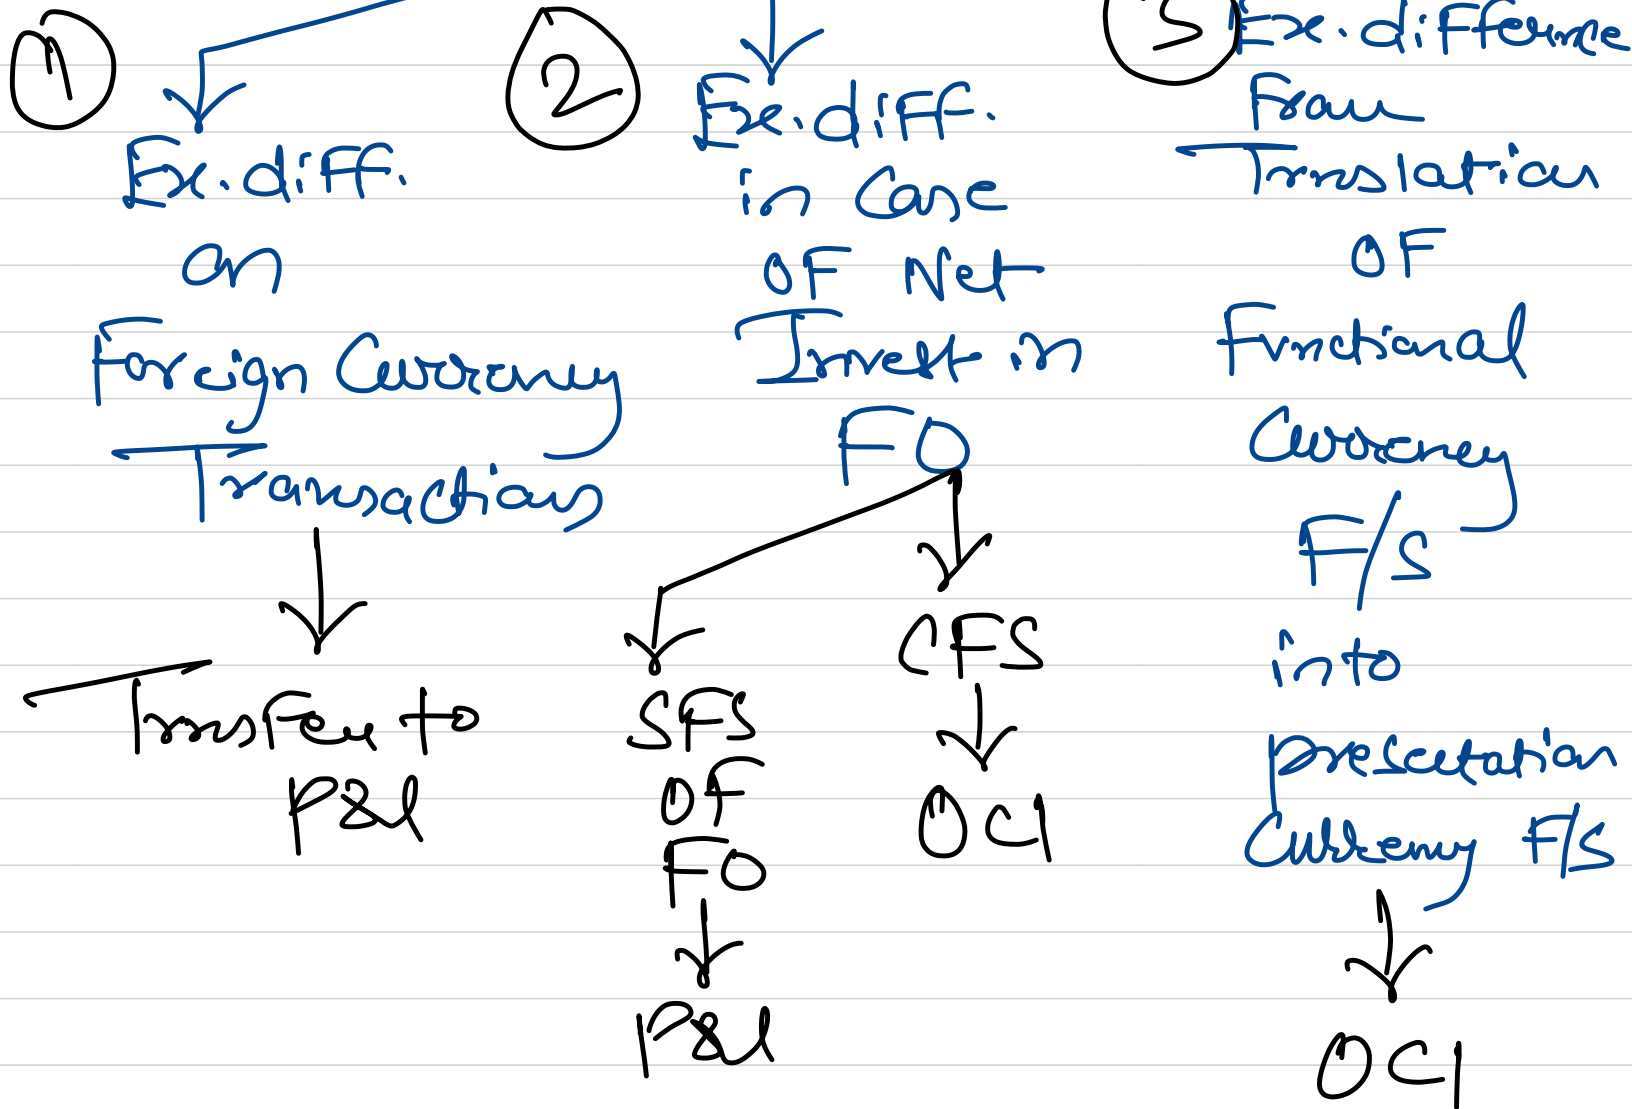 1
Ex. diff.
on
Foreign Currency
Transactions
Transfer to
P&L
2
Ex. diff.
in Case
OF Net
Invest in
FO
SFS
OF
FO
P&L
CFS
OCI
3
Ex. difference
From
Translation
OF
Functional
Currency
F/S
into
presentation
Currency F/S
OCI